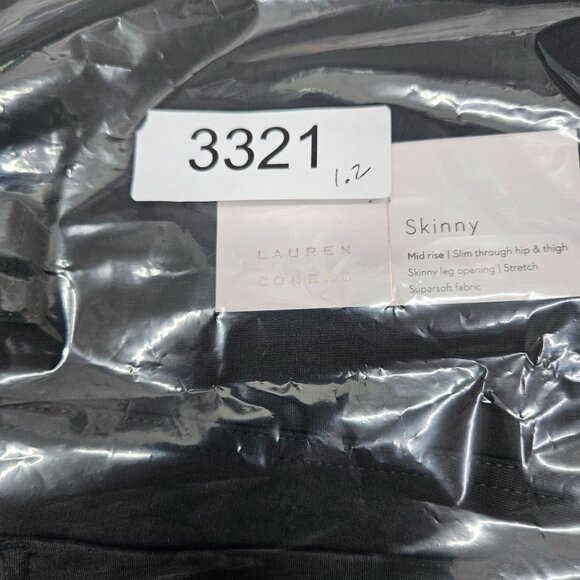 3321
1.2
LAUREN
CONRAD
Skinny
Mid rise | Slim through hip & thigh
Skinny leg opening | Stretch
Supersoft fabric